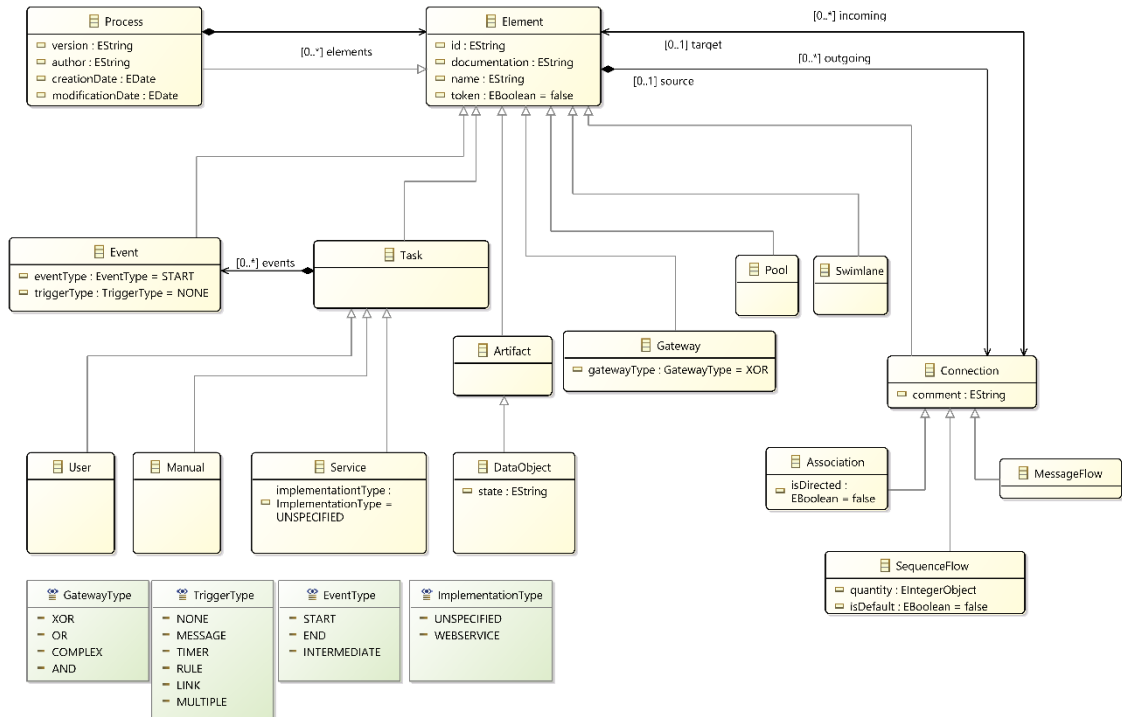 Process
version : EString
author : EString
creationDate : EDate
modificationDate : EDate
[0..*] elements
Element
id : EString
documentation : EString
name : EString
token : EBoolean = false
[0..*] incoming
[0..1] target
[0..*] outgoing
[0..1] source
Event
eventType : EventType = START
triggerType : TriggerType = NONE
[0..*] events
Task
Pool
Swimlane
Artifact
Gateway
gatewayType : GatewayType = XOR
Connection
comment : EString
User
Manual
Service
implementationtType :
ImplementationType =
UNSPECIFIED
DataObject
state : EString
Association
isDirected :
EBoolean = false
MessageFlow
SequenceFlow
quantity : EIntegerObject
isDefault : EBoolean = false
GatewayType
XOR
OR
COMPLEX
AND
TriggerType
NONE
MESSAGE
TIMER
RULE
LINK
MULTIPLE
EventType
START
END
INTERMEDIATE
ImplementationType
UNSPECIFIED
WEBSERVICE